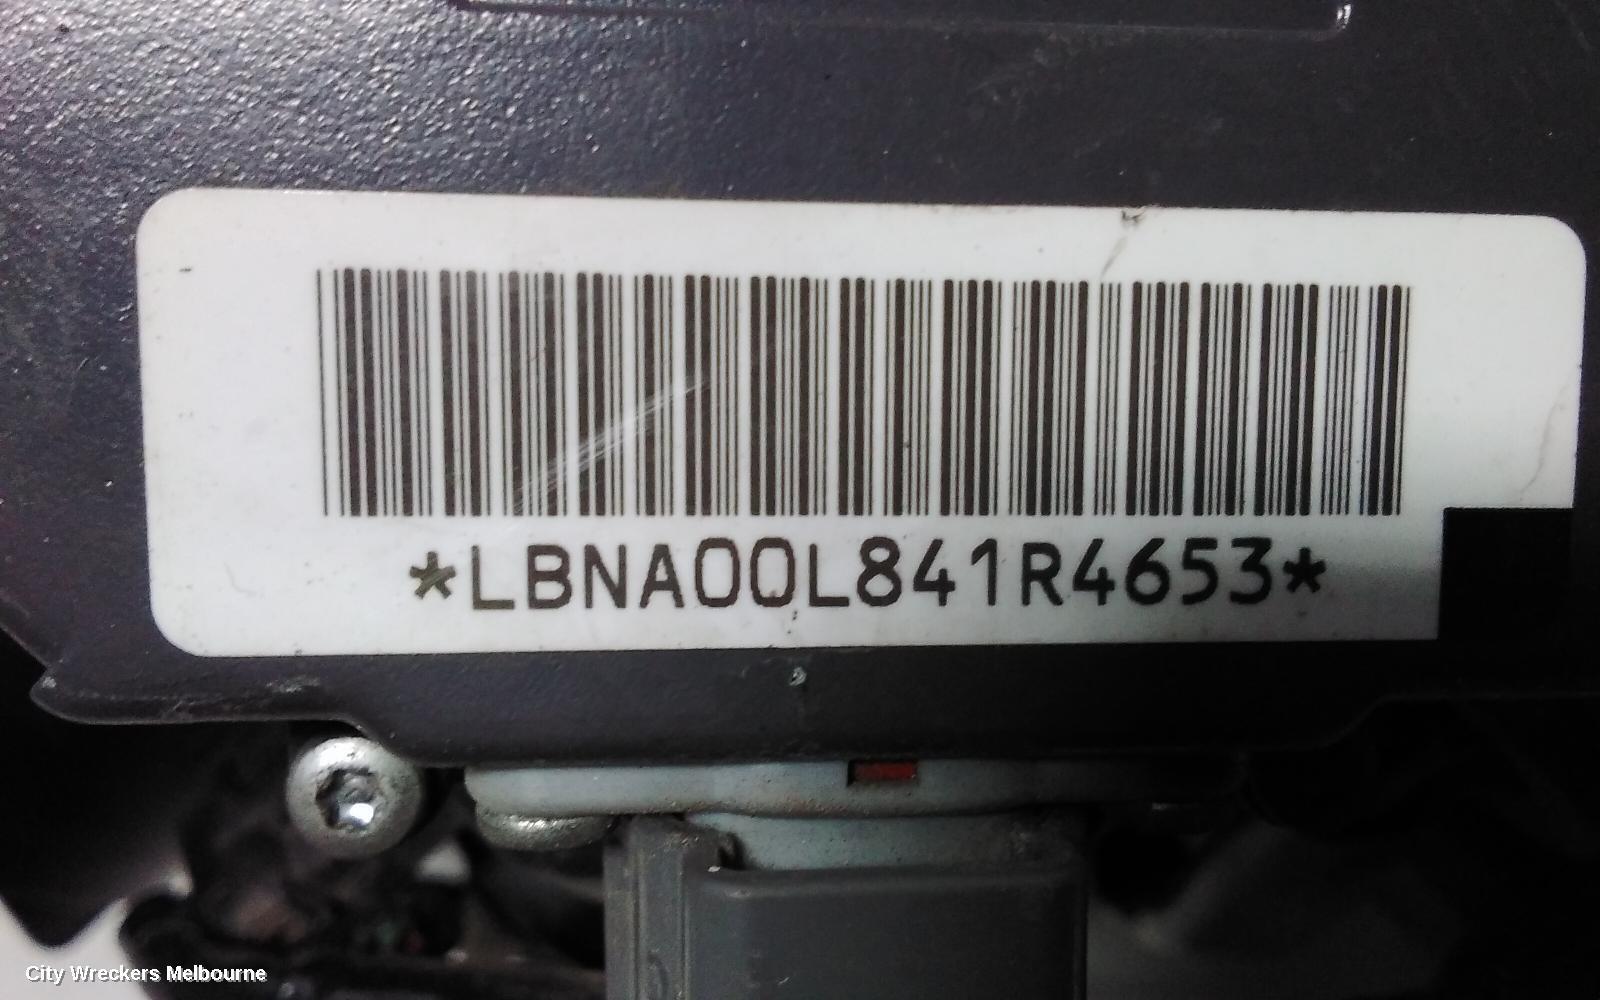 *LBNA00L841R4653*
City Wreckers Melbourne